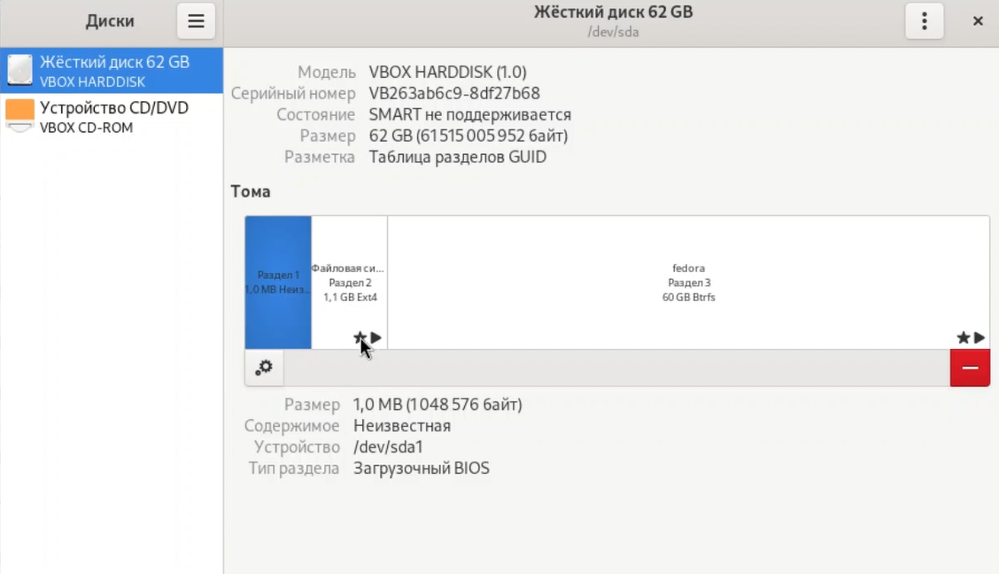 Диски
Жёсткий диск 62 GB
/dev/sda
Жёсткий диск 62 GB
VBOX HARDDISK
Устройство CD/DVD
VBOX CD-ROM
Модель VBOX HARDDISK (1.0)
Серийный номер VB263ab6c9-8df27b68
Состояние SMART не поддерживается
Размер 62 GB (61 515 005 952 байт)
Разметка Таблица разделов GUID
Тома
Раздел 1
1,0 MB Неиз…
Файловая си…
Раздел 2
1,1 GB Ext4
fedora
Раздел 3
60 GB Btrfs
Размер 1,0 MB (1 048 576 байт)
Содержимое Неизвестная
Устройство /dev/sda1
Тип раздела Загрузочный BIOS